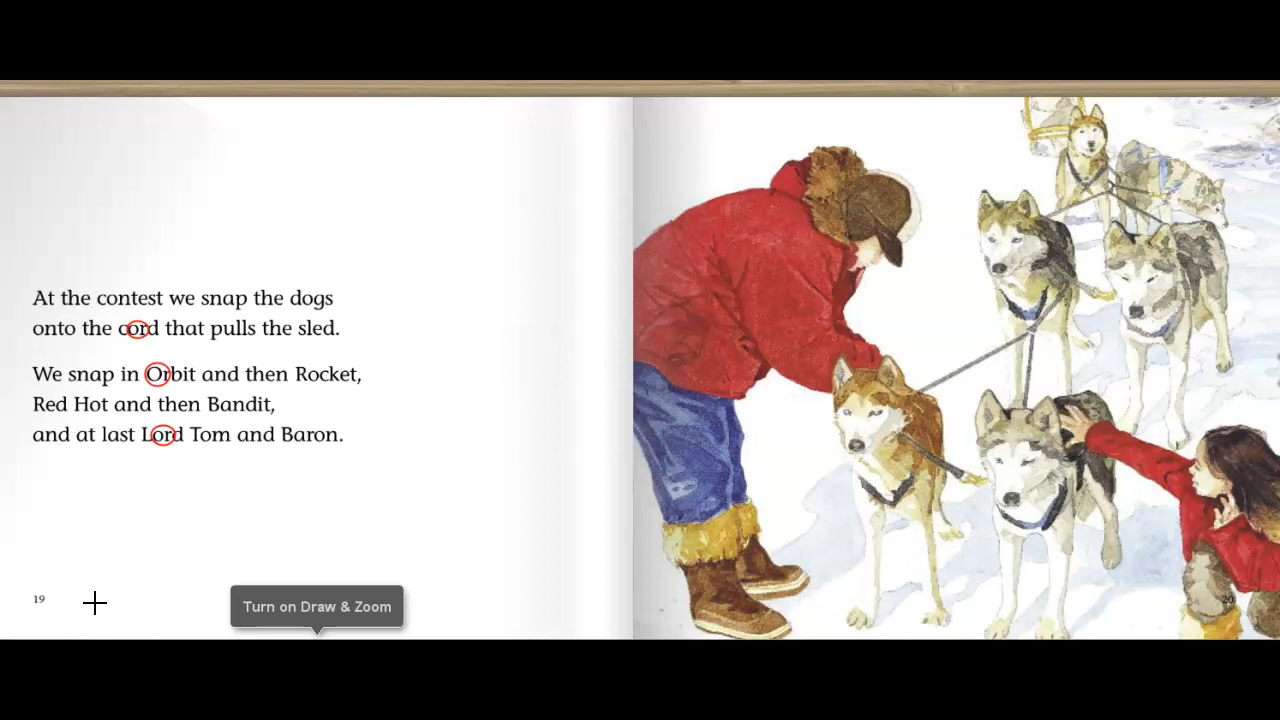 At the contest we snap the dogs
onto the cord that pulls the sled.
We snap in Orbit and then Rocket,
Red Hot and then Bandit,
and at last Lord Tom and Baron.
19
Turn on Draw & Zoom
20